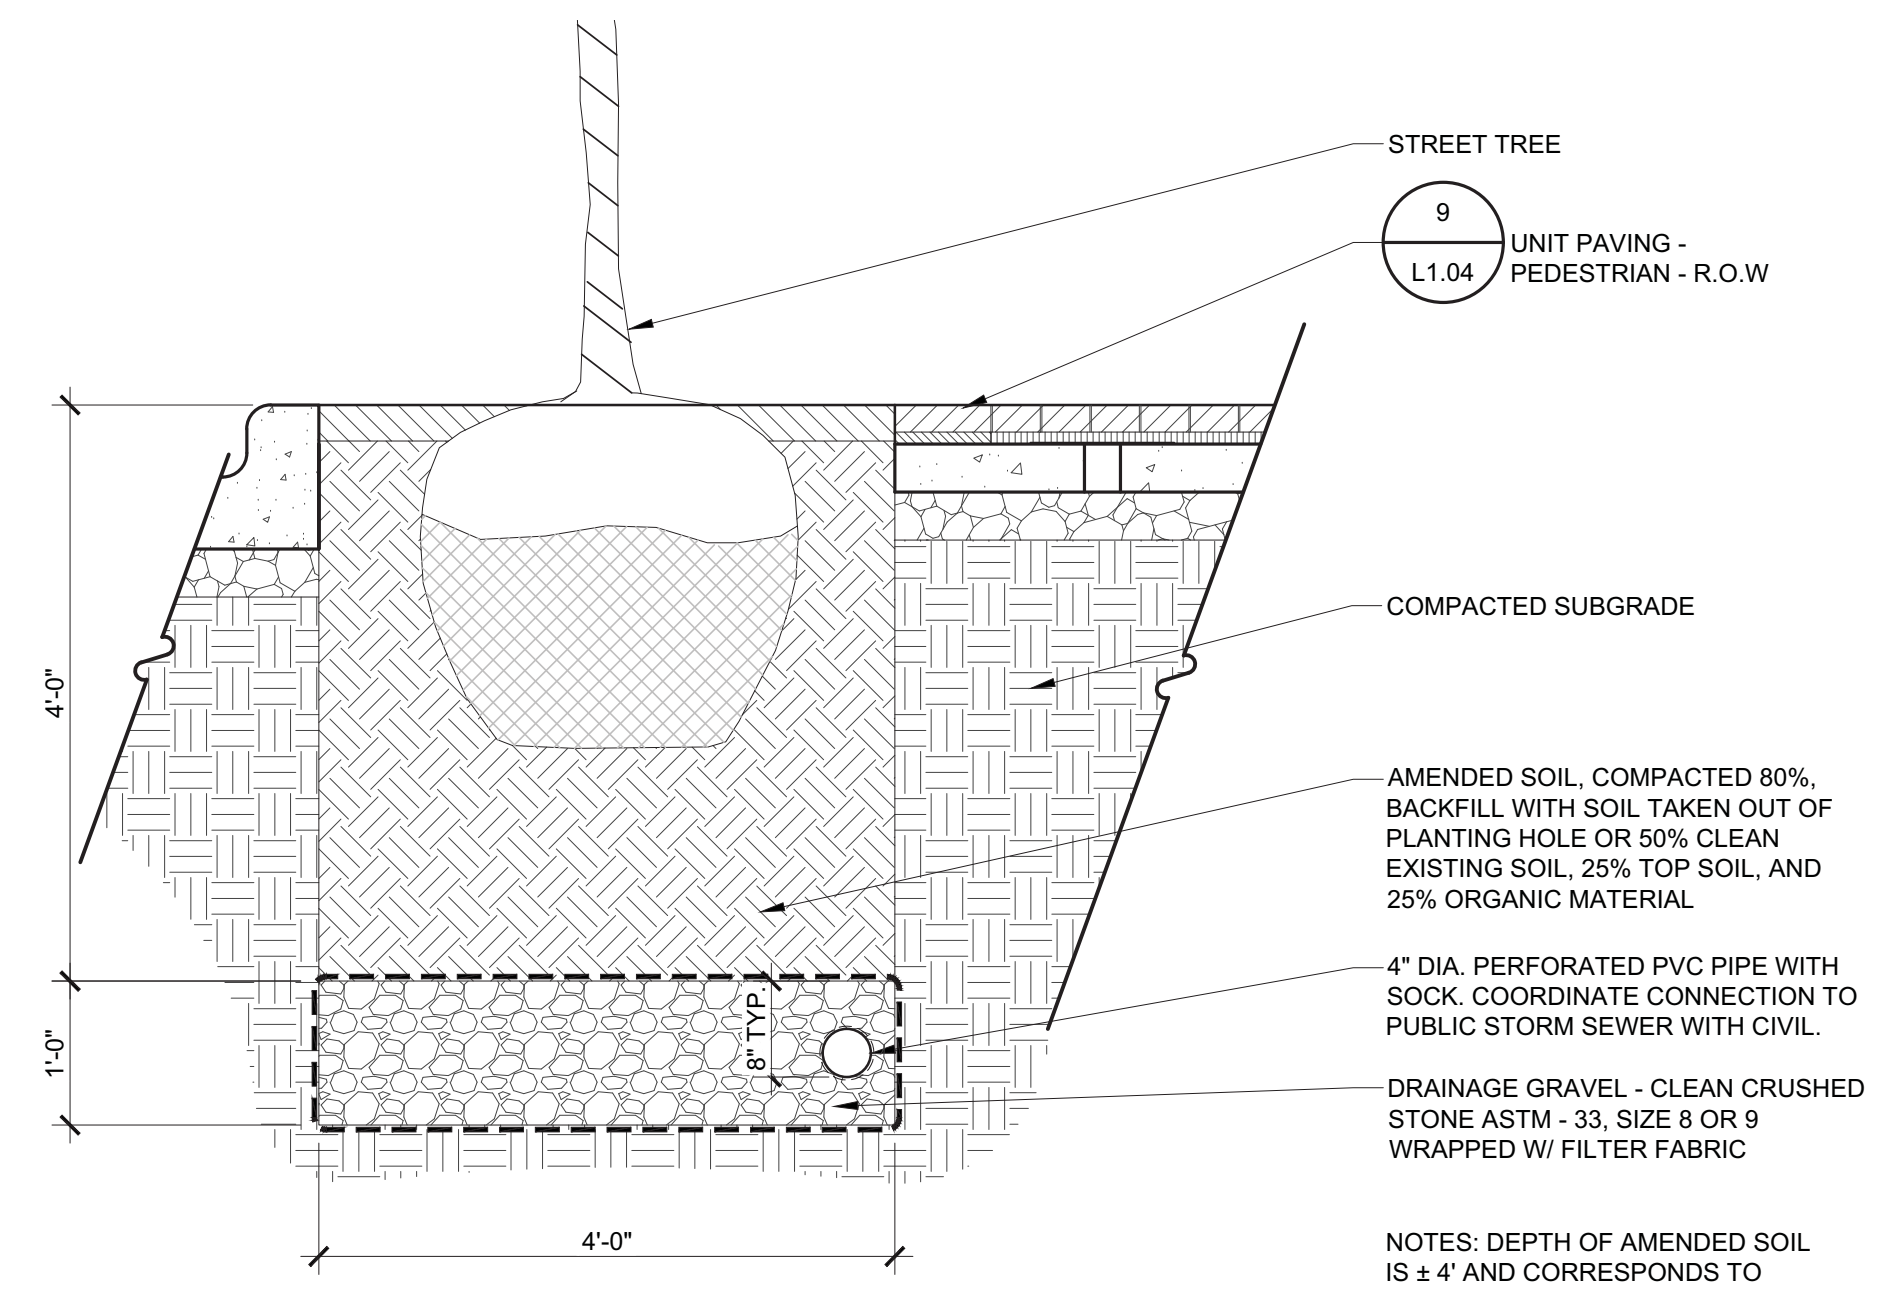 STREET TREE
9
L1.04
UNIT PAVING -
PEDESTRIAN - R.O.W
COMPACTED SUBGRADE
4'-0"
AMENDED SOIL, COMPACTED 80%,
BACKFILL WITH SOIL TAKEN OUT OF
PLANTING HOLE OR 50% CLEAN
EXISTING SOIL, 25% TOP SOIL, AND
25% ORGANIC MATERIAL
4" DIA. PERFORATED PVC PIPE WITH
SOCK. COORDINATE CONNECTION TO
PUBLIC STORM SEWER WITH CIVIL.
1'-0"
8" TYP.
DRAINAGE GRAVEL - CLEAN CRUSHED
STONE ASTM - 33, SIZE 8 OR 9
WRAPPED W/ FILTER FABRIC
4'-0"
NOTES: DEPTH OF AMENDED SOIL
IS ± 4' AND CORRESPONDS TO